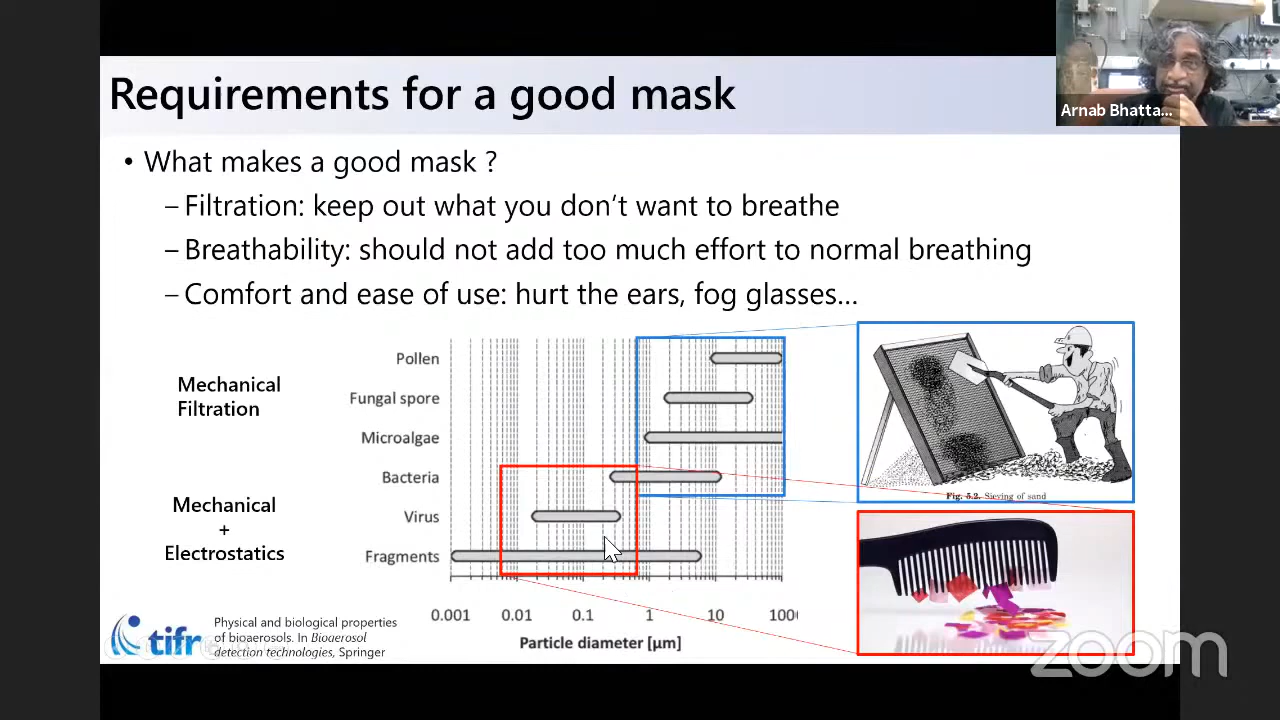 Requirements for a good mask
Arnab Bhatta...
• What makes a good mask ?
– Filtration: keep out what you don’t want to breathe
– Breathability: should not add too much effort to normal breathing
– Comfort and ease of use: hurt the ears, fog glasses…
Mechanical
Filtration
Mechanical
+
Electrostatics
Pollen
Fungal spore
Microalgae
Bacteria
Virus
Fragments
0.001 0.01 0.1 1 10 100
Particle diameter [µm]
Fig. 5.2. Sieving of sand
tifr
Physical and biological properties
of bioaerosols. In Bioaerosol
detection technologies, Springer
zoom